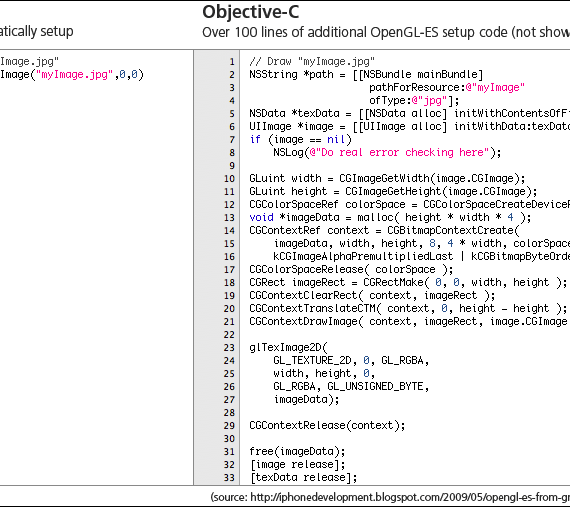 Objective-C
atically setup
Over 100 lines of additional OpenGL-ES setup code (not show
Image.jpg"
Image("myImage.jpg",0,0)
1 // Draw "myImage.jpg"
2 NSString *path = [[NSBundle mainBundle]
3 pathForResource:@"myImage"
4 ofType:@"jpg"];
5 NSData *texData = [[NSData alloc] initWithContentsOfF
6 UIImage *image = [[UIImage alloc] initWithData:texData
7 if (image == nil)
8 NSLog(@"Do real error checking here");
9
10 GLuint width = CGImageGetWidth(image.CGImage);
11 GLuint height = CGImageGetHeight(image.CGImage);
12 CGColorSpaceRef colorSpace = CGColorSpaceCreateDeviceR
13 void *imageData = malloc( height * width * 4 );
14 CGContextRef context = CGBitmapContextCreate(
15 imageData, width, height, 8, 4 * width, colorSpace
16 kCGImageAlphaPremultipliedLast | kCGBitmapByteOrde
17 CGColorSpaceRelease( colorSpace );
18 CGRect imageRect = CGRectMake( 0, 0, width, height );
19 CGContextClearRect( context, imageRect );
20 CGContextTranslateCTM( context, 0, height - height );
21 CGContextDrawImage( context, imageRect, image.CGImage
22
23 glTexImage2D(
24 GL_TEXTURE_2D, 0, GL_RGBA,
25 width, height, 0,
26 GL_RGBA, GL_UNSIGNED_BYTE,
27 imageData);
28
29 CGContextRelease(context);
30
31 free(imageData);
32 [image release];
33 [texData release];
(source: http://iphonedevelopment.blogspot.com/2009/05/opengl-es-from-gr